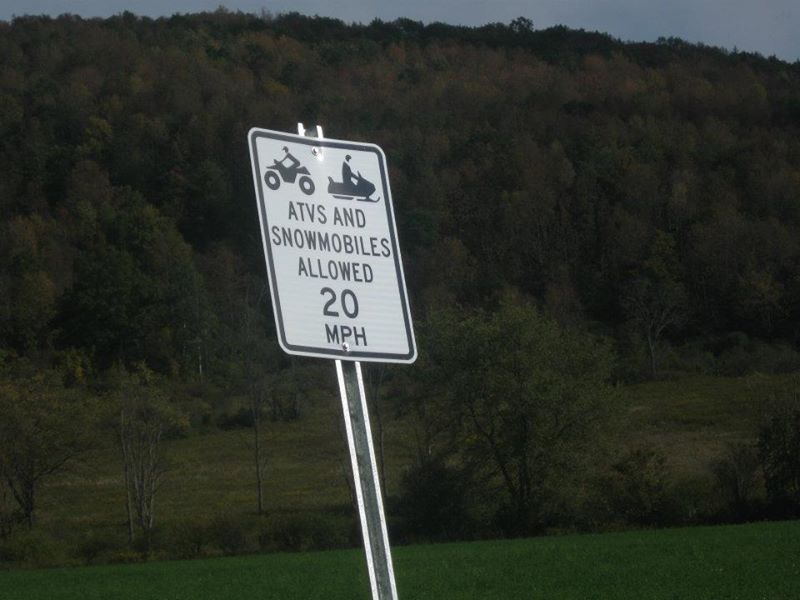 ATVS AND
SNOWMOBILES
ALLOWED
20
MPH